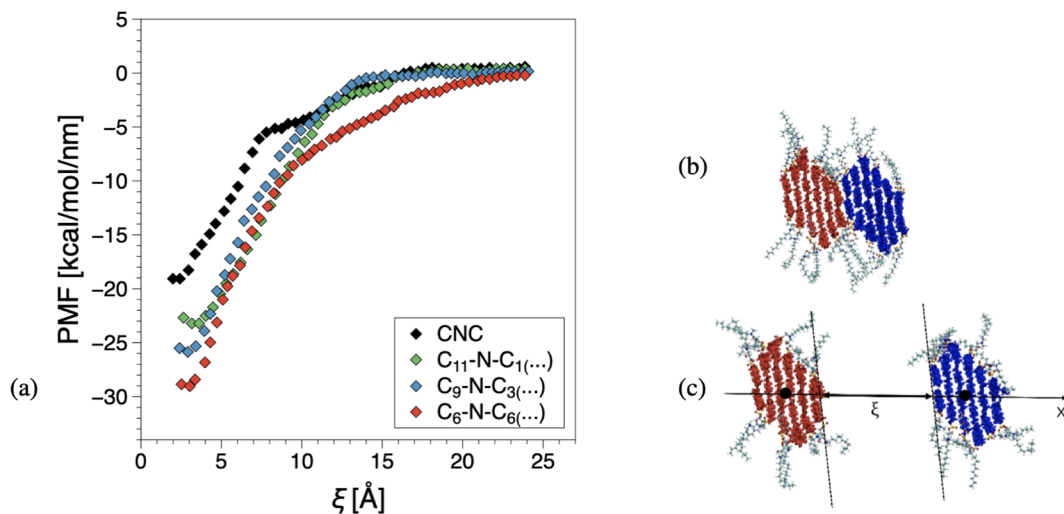 5
0
−5
−10
−15
−20
−25
−30
PMF [kcal/mol/nm]
0 5 10 15 20 25
ξ [Å]
CNC
C₁₁-N-C₁₍...₎
C₉-N-C₃₍...₎
C₆-N-C₆₍...₎
(a)
(b)
(c)
ξ
X